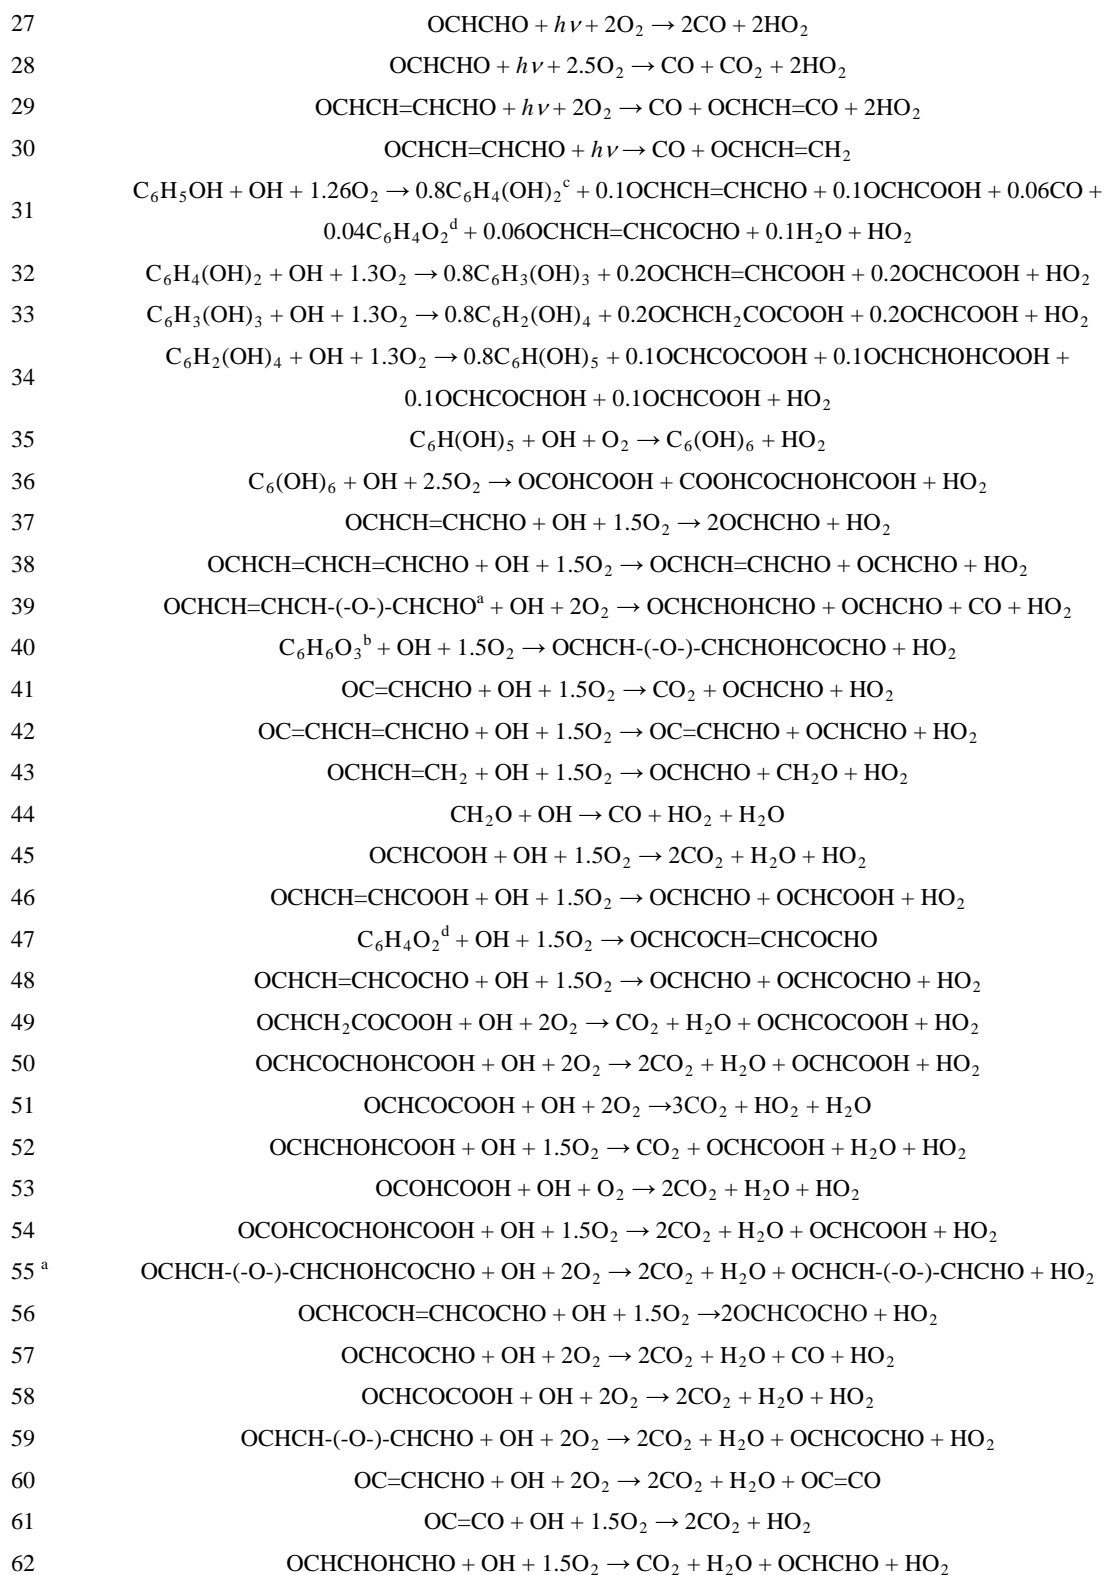 27 OCHCHO + hν + 2O₂ → 2CO + 2HO₂
28 OCHCHO + hν + 2.5O₂ → CO + CO₂ + 2HO₂
29 OCHCH=CHCHO + hν + 2O₂ → CO + OCHCH=CO + 2HO₂
30 OCHCH=CHCHO + hν → CO + OCHCH=CH₂
31 C₆H₅OH + OH + 1.26O₂ → 0.8C₆H₄(OH)₂ᶜ + 0.1OCHCH=CHCHO + 0.1OCHCOOH + 0.06CO +
0.04C₆H₄O₂ᵈ + 0.06OCHCH=CHCOCHO + 0.1H₂O + HO₂
32 C₆H₄(OH)₂ + OH + 1.3O₂ → 0.8C₆H₃(OH)₃ + 0.2OCHCH=CHCOOH + 0.2OCHCOOH + HO₂
33 C₆H₃(OH)₃ + OH + 1.3O₂ → 0.8C₆H₂(OH)₄ + 0.2OCHCH₂COCOOH + 0.2OCHCOOH + HO₂
34 C₆H₂(OH)₄ + OH + 1.3O₂ → 0.8C₆H(OH)₅ + 0.1OCHCOCOOH + 0.1OCHCHOHCOOH +
0.1OCHCOCHOH + 0.1OCHCOOH + HO₂
35 C₆H(OH)₅ + OH + O₂ → C₆(OH)₆ + HO₂
36 C₆(OH)₆ + OH + 2.5O₂ → OCOHCOOH + COOHCOCHOHCOOH + HO₂
37 OCHCH=CHCHO + OH + 1.5O₂ → 2OCHCHO + HO₂
38 OCHCH=CHCH=CHCHO + OH + 1.5O₂ → OCHCH=CHCHO + OCHCHO + HO₂
39 OCHCH=CHCH-(-O-)-CHCHOᵃ + OH + 2O₂ → OCHCHOHCHO + OCHCHO + CO + HO₂
40 C₆H₆O₃ᵇ + OH + 1.5O₂ → OCHCH-(-O-)-CHCHOHCOCHO + HO₂
41 OC=CHCHO + OH + 1.5O₂ → CO₂ + OCHCHO + HO₂
42 OC=CHCH=CHCHO + OH + 1.5O₂ → OC=CHCHO + OCHCHO + HO₂
43 OCHCH=CH₂ + OH + 1.5O₂ → OCHCHO + CH₂O + HO₂
44 CH₂O + OH → CO + HO₂ + H₂O
45 OCHCOOH + OH + 1.5O₂ → 2CO₂ + H₂O + HO₂
46 OCHCH=CHCOOH + OH + 1.5O₂ → OCHCHO + OCHCOOH + HO₂
47 C₆H₄O₂ᵈ + OH + 1.5O₂ → OCHCOCH=CHCOCHO
48 OCHCH=CHCOCHO + OH + 1.5O₂ → OCHCHO + OCHCOCHO + HO₂
49 OCHCH₂COCOOH + OH + 2O₂ → CO₂ + H₂O + OCHCOCOOH + HO₂
50 OCHCOCHOHCOOH + OH + 2O₂ → 2CO₂ + H₂O + OCHCOOH + HO₂
51 OCHCOCOOH + OH + 2O₂ →3CO₂ + HO₂ + H₂O
52 OCHCHOHCOOH + OH + 1.5O₂ → CO₂ + OCHCOOH + H₂O + HO₂
53 OCOHCOOH + OH + O₂ → 2CO₂ + H₂O + HO₂
54 OCOHCOCHOHCOOH + OH + 1.5O₂ → 2CO₂ + H₂O + OCHCOOH + HO₂
55 ᵃ OCHCH-(-O-)-CHCHOHCOCHO + OH + 2O₂ → 2CO₂ + H₂O + OCHCH-(-O-)-CHCHO + HO₂
56 OCHCOCH=CHCOCHO + OH + 1.5O₂ →2OCHCOCHO + HO₂
57 OCHCOCHO + OH + 2O₂ → 2CO₂ + H₂O + CO + HO₂
58 OCHCOCOOH + OH + 2O₂ → 2CO₂ + H₂O + HO₂
59 OCHCH-(-O-)-CHCHO + OH + 2O₂ → 2CO₂ + H₂O + OCHCOCHO + HO₂
60 OC=CHCHO + OH + 2O₂ → 2CO₂ + H₂O + OC=CO
61 OC=CO + OH + 1.5O₂ → 2CO₂ + HO₂
62 OCHCHOHCHO + OH + 1.5O₂ → CO₂ + H₂O + OCHCHO + HO₂